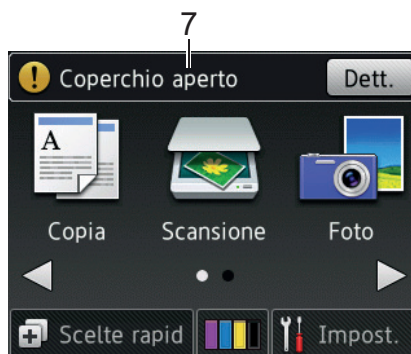 7
Coperchio aperto Dett.
A
Copia Scansione Foto
Scelte rapid Impost.